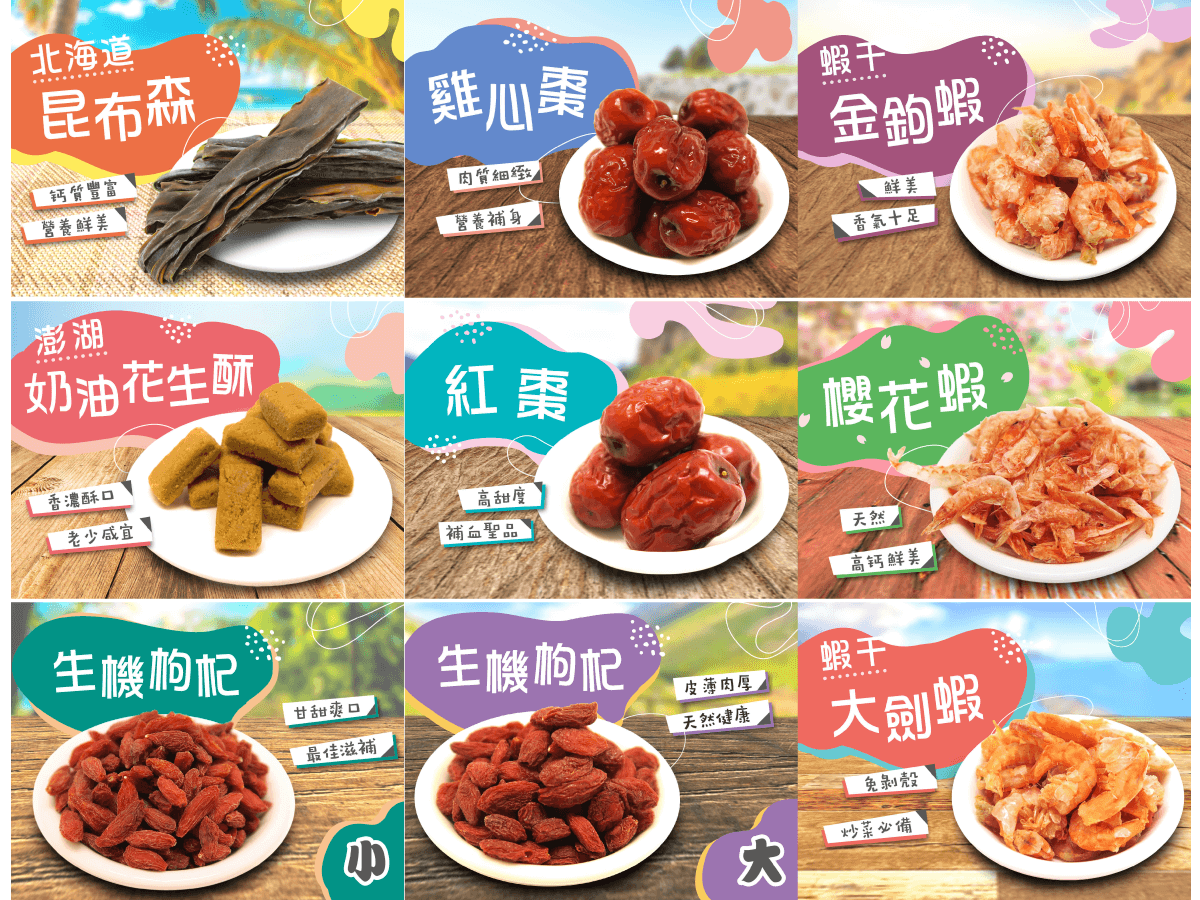 北海道
昆布森
鈣質豐富
營養鮮美
雞心棗
肉質細緻
營養補身
蝦干
金鉤蝦
鮮美
香氣十足
澎湖
奶油花生酥
香濃酥口
老少咸宜
紅棗
高甜度
補血聖品
櫻花蝦
天然
高鈣鮮美
生機枸杞
甘甜爽口
最佳滋補
小
生機枸杞
皮薄肉厚
天然健康
大
蝦干
大劍蝦
免剝殼
炒菜必備